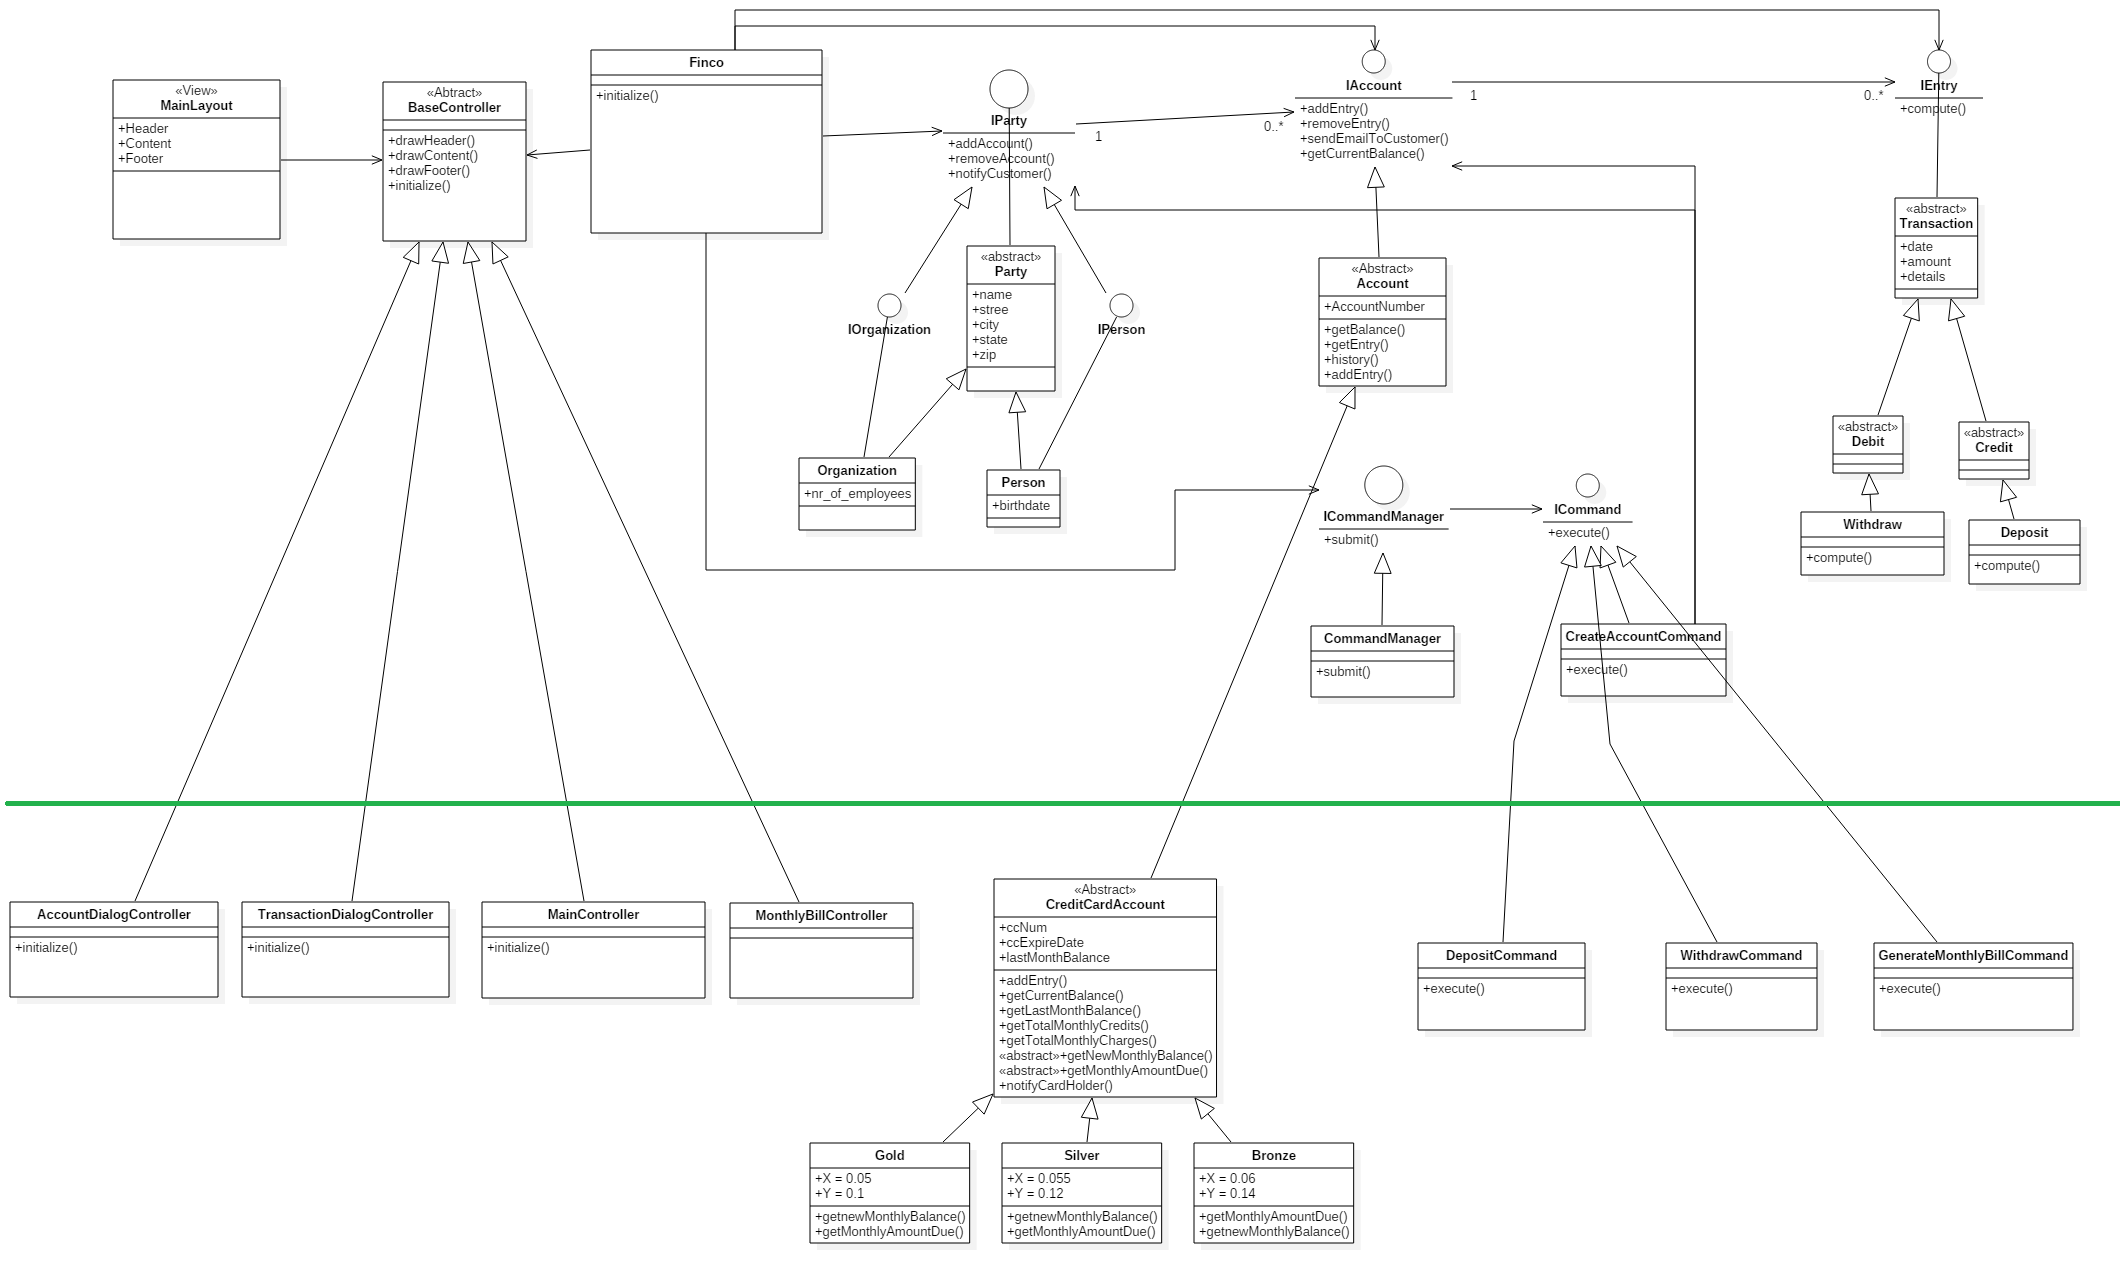 «View»
MainLayout
+Header
+Content
+Footer
«Abtract»
BaseController
+drawHeader()
+drawContent()
+drawFooter()
+initialize()
Finco
+initialize()
IParty
+addAccount()
+removeAccount()
+notifyCustomer()
1
0..*
IAccount
+addEntry()
+removeEntry()
+sendEmailToCustomer()
+getCurrentBalance()
1
0..*
IEntry
+compute()
«abstract»
Transaction
+date
+amount
+details
IOrganization
«abstract»
Party
+name
+stree
+city
+state
+zip
IPerson
«Abstract»
Account
+AccountNumber
+getBalance()
+getEntry()
+history()
+addEntry()
«abstract»
Debit
«abstract»
Credit
Organization
+nr_of_employees
Person
+birthdate
ICommandManager
+submit()
ICommand
+execute()
Withdraw
+compute()
Deposit
+compute()
CommandManager
+submit()
CreateAccountCommand
+execute()
AccountDialogController
+initialize()
TransactionDialogController
+initialize()
MainController
+initialize()
MonthlyBillController
«Abstract»
CreditCardAccount
+ccNum
+ccExpireDate
+lastMonthBalance
+addEntry()
+getCurrentBalance()
+getLastMonthBalance()
+getTotalMonthlyCredits()
+getTotalMonthlyCharges()
«abstract»+getNewMonthlyBalance()
«abstract»+getMonthlyAmountDue()
+notifyCardHolder()
DepositCommand
+execute()
WithdrawCommand
+execute()
GenerateMonthlyBillCommand
+execute()
Gold
+X = 0.05
+Y = 0.1
+getnewMonthlyBalance()
+getMonthlyAmountDue()
Silver
+X = 0.055
+Y = 0.12
+getnewMonthlyBalance()
+getMonthlyAmountDue()
Bronze
+X = 0.06
+Y = 0.14
+getMonthlyAmountDue()
+getnewMonthlyBalance()